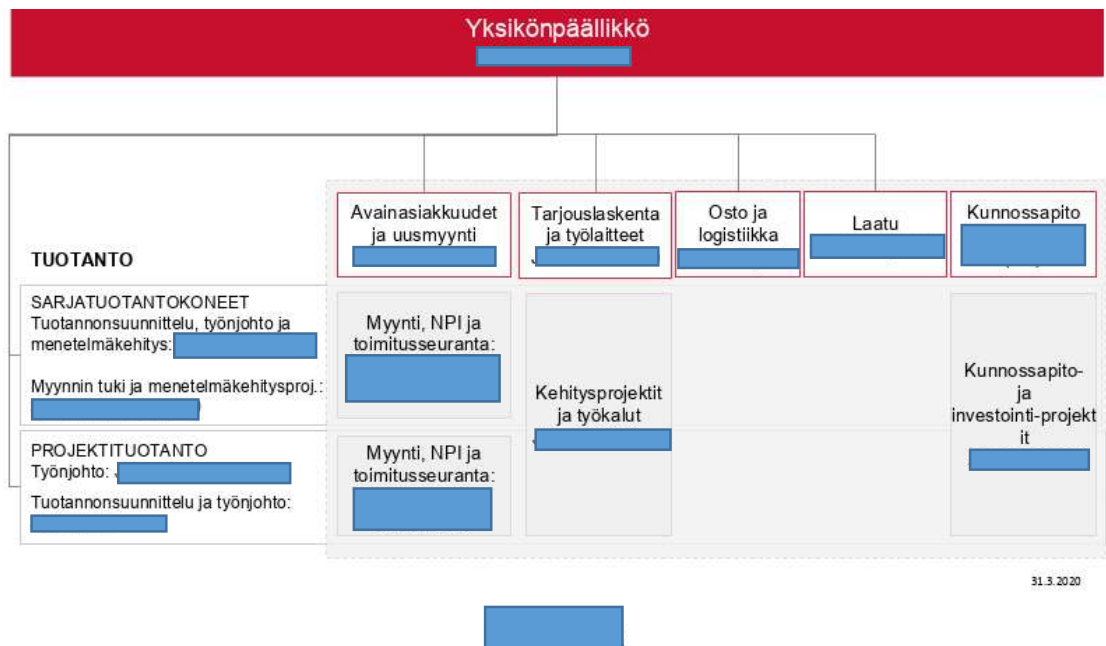 Yksikönpäällikkö
Avainasiakkuudet
ja uusmyynti
Tarjouslaskenta
ja työlaitteet
Osto ja
logistiikka
Laatu
Kunnossapito
TUOTANTO
SARJATUOTANTOKONEET
Tuotannonsuunnittelu, työnjohto ja
menetelmäkehitys:
Myynnin tuki ja menetelmäkehitysproj.:
Myynti, NPI ja
toimitusseuranta:
Kehitysprojektit
ja työkalut
Kunnossapito-
ja
investointi-projekt
it
PROJEKTITUOTANTO
Työnjohto:
Tuotannonsuunnittelu ja työnjohto:
Myynti, NPI ja
toimitusseuranta:
31.3.2020